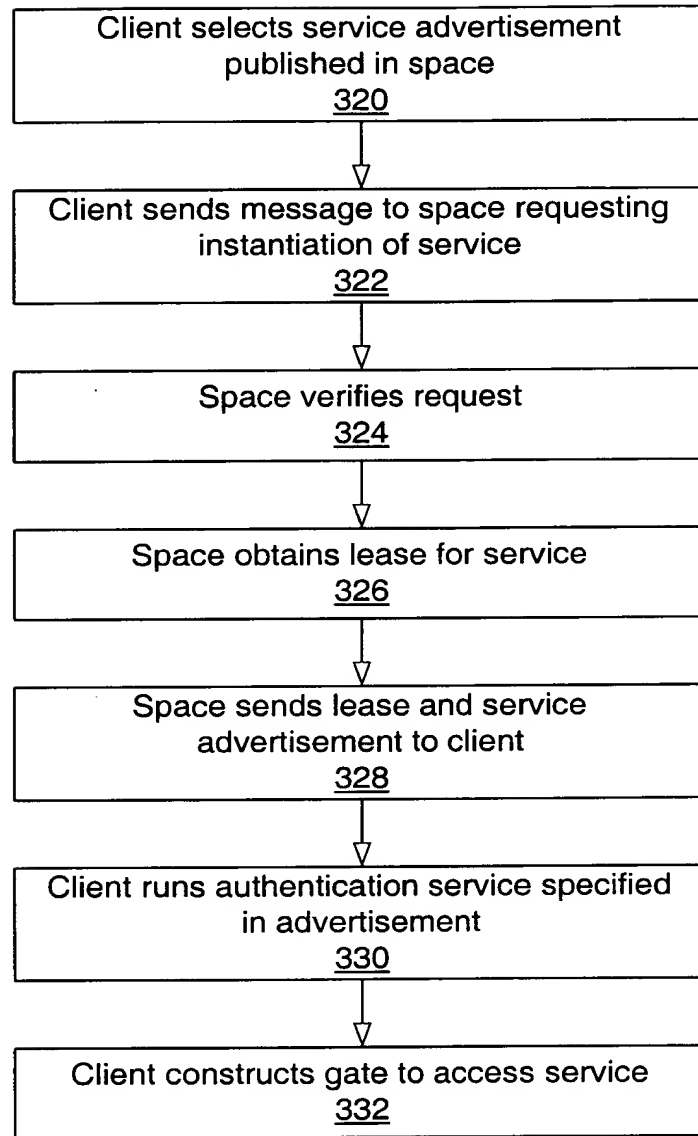 Client selects service advertisement
published in space
320
Client sends message to space requesting
instantiation of service
322
Space verifies request
324
Space obtains lease for service
326
Space sends lease and service
advertisement to client
328
Client runs authentication service specified
in advertisement
330
Client constructs gate to access service
332